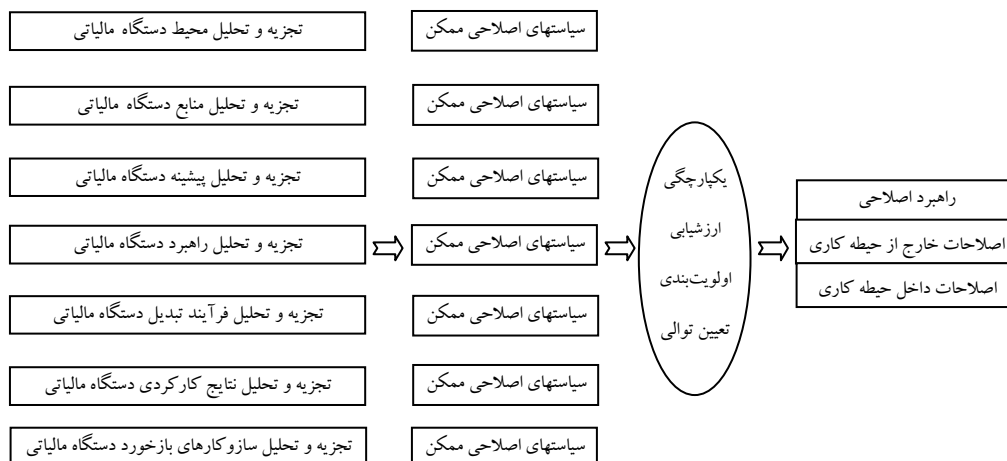 تجزیه و تحلیل محیط دستگاه مالیاتی
سیاستهای اصلاحی ممکن
تجزیه و تحلیل منابع دستگاه مالیاتی
سیاستهای اصلاحی ممکن
تجزیه و تحلیل پیشینه دستگاه مالیاتی
سیاستهای اصلاحی ممکن
تجزیه و تحلیل راهبرد دستگاه مالیاتی
سیاستهای اصلاحی ممکن
تجزیه و تحلیل فرآیند تبدیل دستگاه مالیاتی
سیاستهای اصلاحی ممکن
تجزیه و تحلیل نتایج کارکردی دستگاه مالیاتی
سیاستهای اصلاحی ممکن
تجزیه و تحلیل سازوکارهای بازخورد دستگاه مالیاتی
سیاستهای اصلاحی ممکن
یکپارچگی
ارزشیابی
اولویت‌بندی
تعیین توالی
راهبرد اصلاحی
اصلاحات خارج از حیطه کاری
اصلاحات داخل حیطه کاری